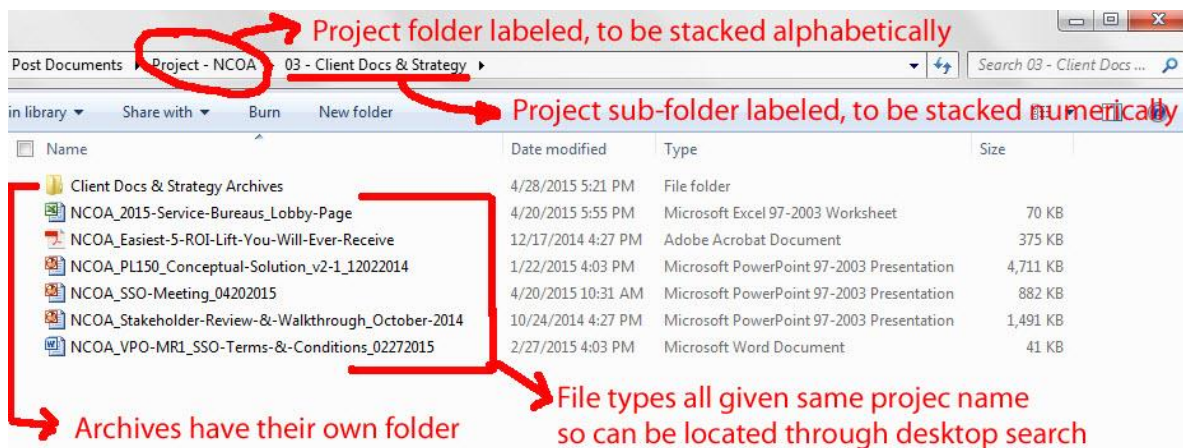 Project folder labeled, to be stacked alphabetically
Post Documents ▸ Project - NCOA ▸ 03 - Client Docs & Strategy ▸
Search 03 - Client Docs ...
Project sub-folder labeled, to be stacked numerically
in library ▾ Share with ▾ Burn New folder
Name Date modified Type Size
Client Docs & Strategy Archives 4/28/2015 5:21 PM File folder
NCOA_2015-Service-Bureaus_Lobby-Page 4/20/2015 5:55 PM Microsoft Excel 97-2003 Worksheet 70 KB
NCOA_Easiest-5-ROI-Lift-You-Will-Ever-Receive 12/17/2014 4:27 PM Adobe Acrobat Document 375 KB
NCOA_PL150_Conceptual-Solution_v2-1_12022014 1/22/2015 4:03 PM Microsoft PowerPoint 97-2003 Presentation 4,711 KB
NCOA_SSO-Meeting_04202015 4/20/2015 10:31 AM Microsoft PowerPoint 97-2003 Presentation 882 KB
NCOA_Stakeholder-Review-&-Walkthrough_October-2014 10/24/2014 4:27 PM Microsoft PowerPoint 97-2003 Presentation 1,491 KB
NCOA_VPO-MR1_SSO-Terms-&-Conditions_02272015 2/27/2015 4:03 PM Microsoft Word Document 41 KB
File types all given same projec name
so can be located through desktop search
Archives have their own folder